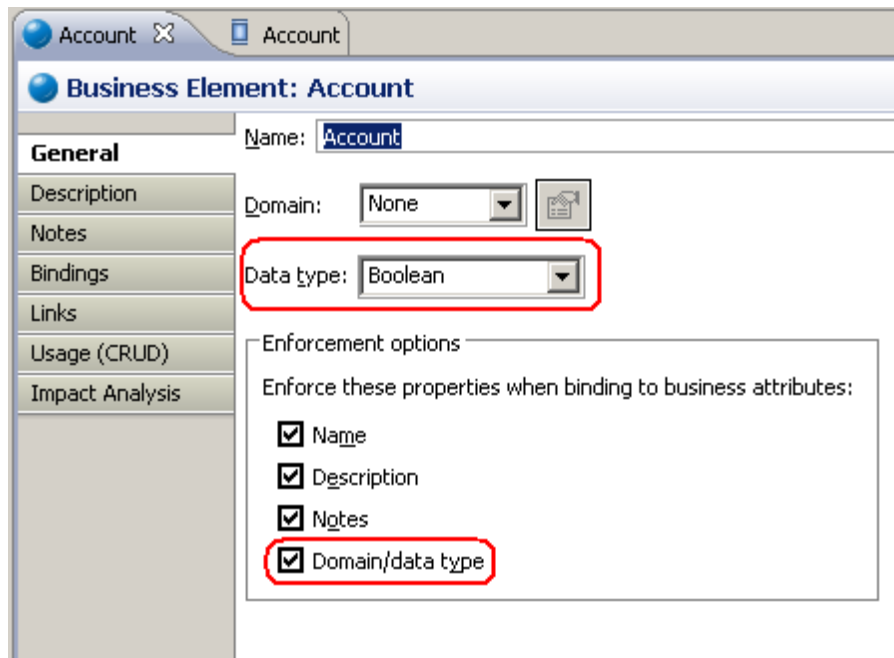 Account Account
Business Element: Account
Name: Account
General
Description
Domain: None
Notes
Bindings
Data type: Boolean
Links
Usage (CRUD)
Enforcement options
Impact Analysis
Enforce these properties when binding to business attributes:
Name
Description
Notes
Domain/data type